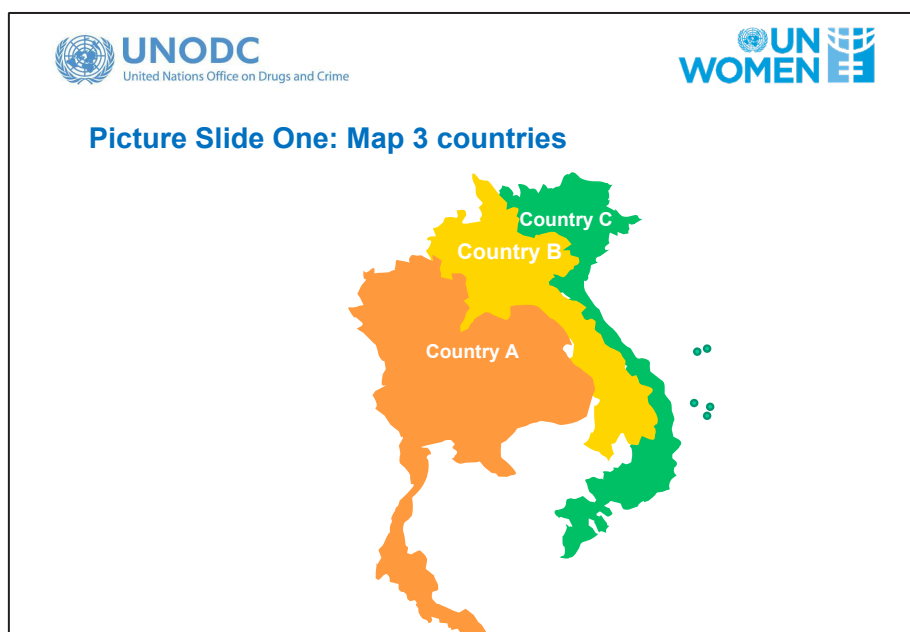 UNODC
United Nations Office on Drugs and Crime
UN
WOMEN
Picture Slide One: Map 3 countries
Country C
Country B
Country A